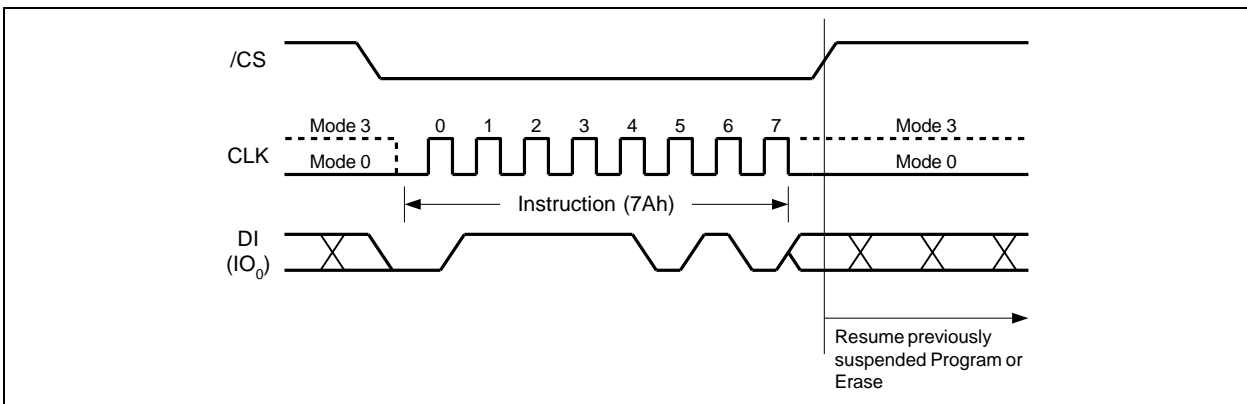 /CS
Mode 3
0 1 2 3 4 5 6 7
Mode 3
CLK
Mode 0
Mode 0
Instruction (7Ah)
DI
(IO0)
Resume previously
suspended Program or
Erase